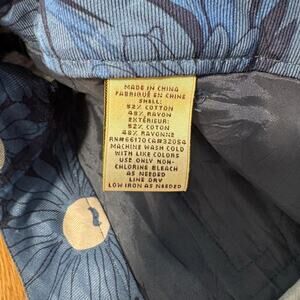 MADE IN CHINA
FABRIQUÉ EN CHINE
SHELL:
52% COTTON
48% RAYON
EXTÉRIEUR:
52% COTON
48% RAYONNE
RN#66170 CA#32054
MACHINE WASH COLD
WITH LIKE COLORS
USE ONLY NON-
CHLORINE BLEACH
AS NEEDED
LINE DRY
LOW IRON AS NEEDED